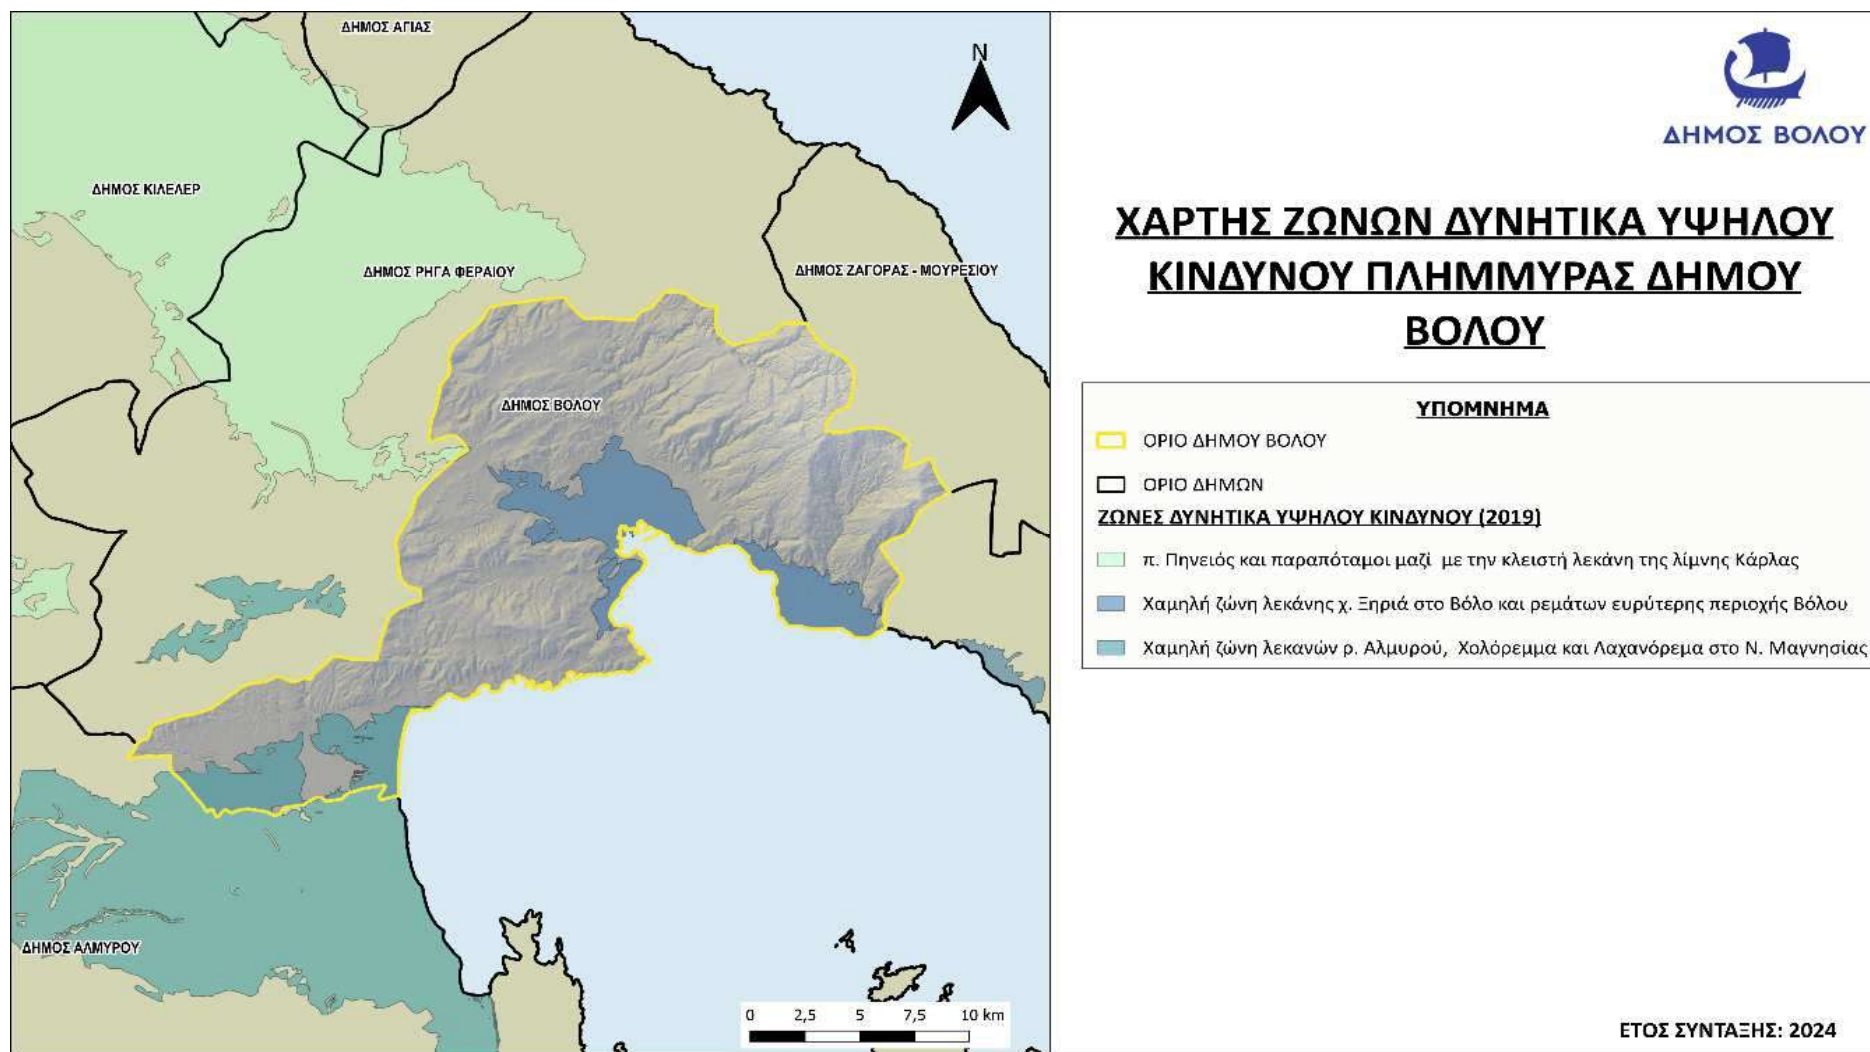 ΔΗΜΟΣ ΑΓΙΑΣ
N
ΔΗΜΟΣ ΚΙΛΕΛΕΡ
ΔΗΜΟΣ ΡΗΓΑ ΦΕΡΑΙΟΥ
ΔΗΜΟΣ ΖΑΓΟΡΑΣ - ΜΟΥΡΕΣΙΟΥ
ΔΗΜΟΣ ΒΟΛΟΥ
ΔΗΜΟΣ ΑΛΜΥΡΟΥ
0 2,5 5 7,5 10 km
ΔΗΜΟΣ ΒΟΛΟΥ
ΧΑΡΤΗΣ ΖΩΝΩΝ ΔΥΝΗΤΙΚΑ ΥΨΗΛΟΥ
ΚΙΝΔΥΝΟΥ ΠΛΗΜΜΥΡΑΣ ΔΗΜΟΥ
ΒΟΛΟΥ
ΥΠΟΜΝΗΜΑ
ΟΡΙΟ ΔΗΜΟΥ ΒΟΛΟΥ
ΟΡΙΟ ΔΗΜΩΝ
ΖΩΝΕΣ ΔΥΝΗΤΙΚΑ ΥΨΗΛΟΥ ΚΙΝΔΥΝΟΥ (2019)
π. Πηνειός και παραπόταμοι μαζί με την κλειστή λεκάνη της λίμνης Κάρλας
Χαμηλή ζώνη λεκάνης χ. Ξηριά στο Βόλο και ρεμάτων ευρύτερης περιοχής Βόλου
Χαμηλή ζώνη λεκανών ρ. Αλμυρού, Χολόρεμμα και Λαχανόρεμα στο Ν. Μαγνησίας
ΕΤΟΣ ΣΥΝΤΑΞΗΣ: 2024